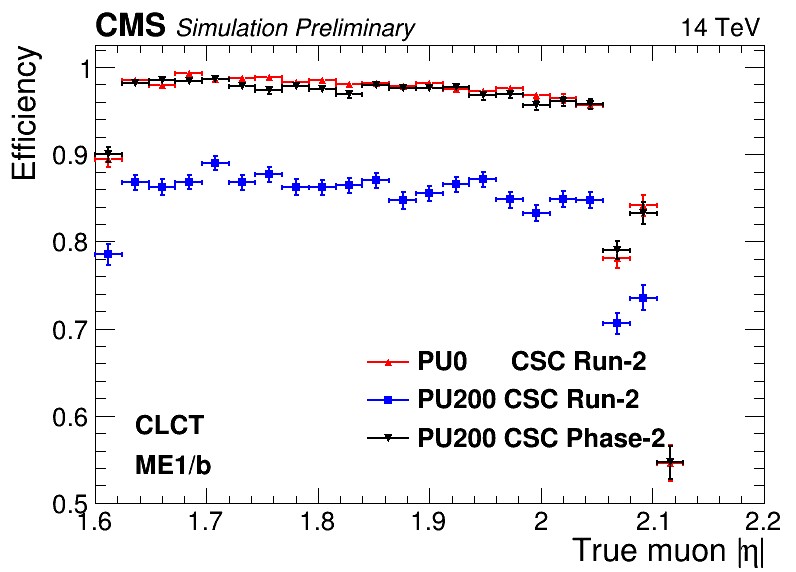 CMS Simulation Preliminary 14 TeV
Efficiency
1
0.9
0.8
0.7
0.6
0.5
PU0 CSC Run-2
PU200 CSC Run-2
PU200 CSC Phase-2
CLCT
ME1/b
1.6 1.7 1.8 1.9 2 2.1 2.2
True muon |η|